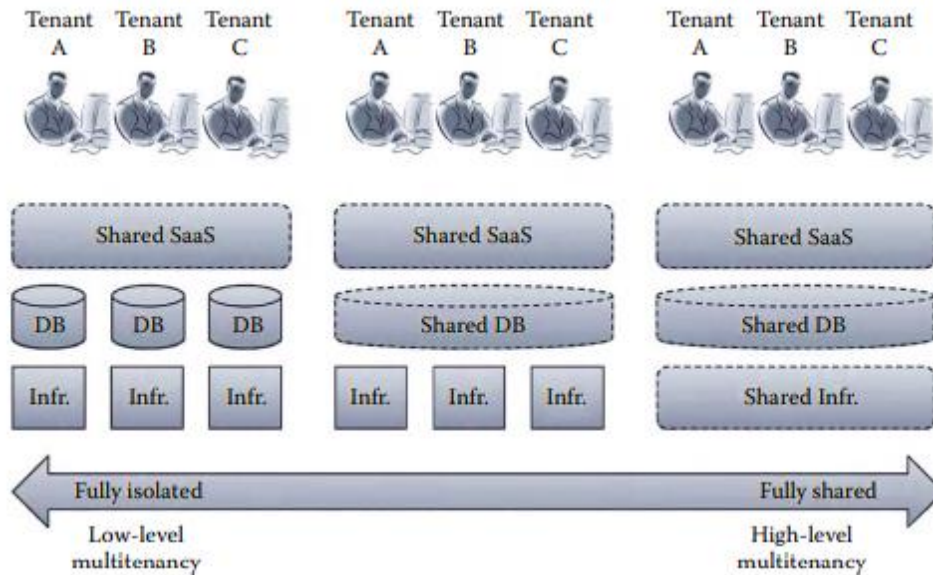 Tenant Tenant Tenant Tenant Tenant Tenant Tenant Tenant Tenant
A B C A B C A B C
Shared SaaS Shared SaaS Shared SaaS
DB DB DB Shared DB Shared DB
Infr. Infr. Infr. Infr. Infr. Infr. Shared Infr.
Fully isolated Fully shared
Low-level High-level
multitenancy multitenancy